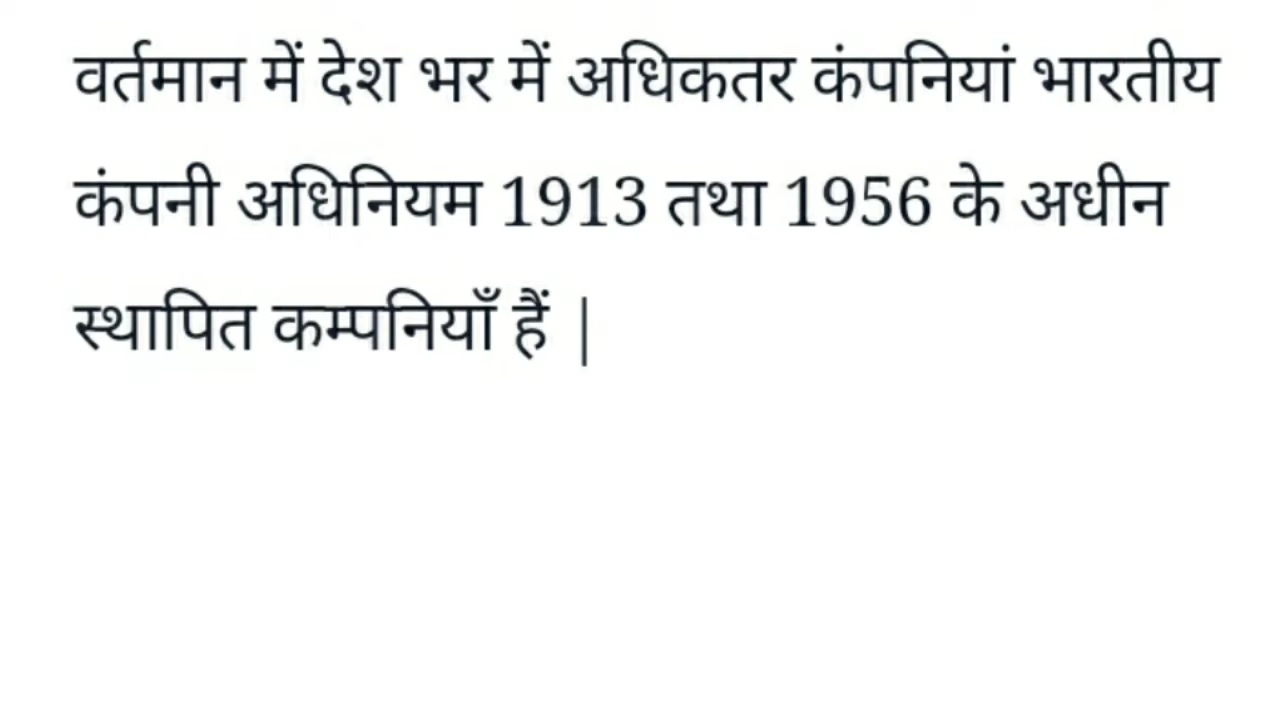 वर्तमान में देश भर में अधिकतर कंपनियां भारतीय
कंपनी अधिनियम 1913 तथा 1956 के अधीन
स्थापित कम्पनियाँ हैं |